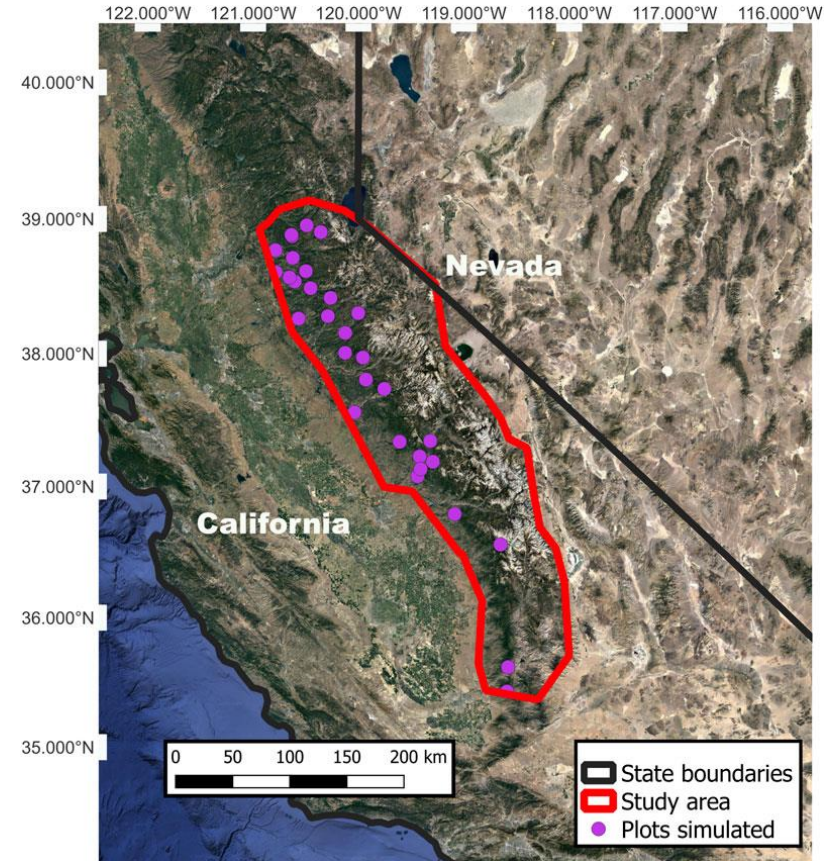 122.000°W 121.000°W 120.000°W 119.000°W 118.000°W 117.000°W 116.000°W
40.000°N
39.000°N
Nevada
38.000°N
37.000°N
California
36.000°N
35.000°N
0 50 100 150 200 km
State boundaries
Study area
Plots simulated